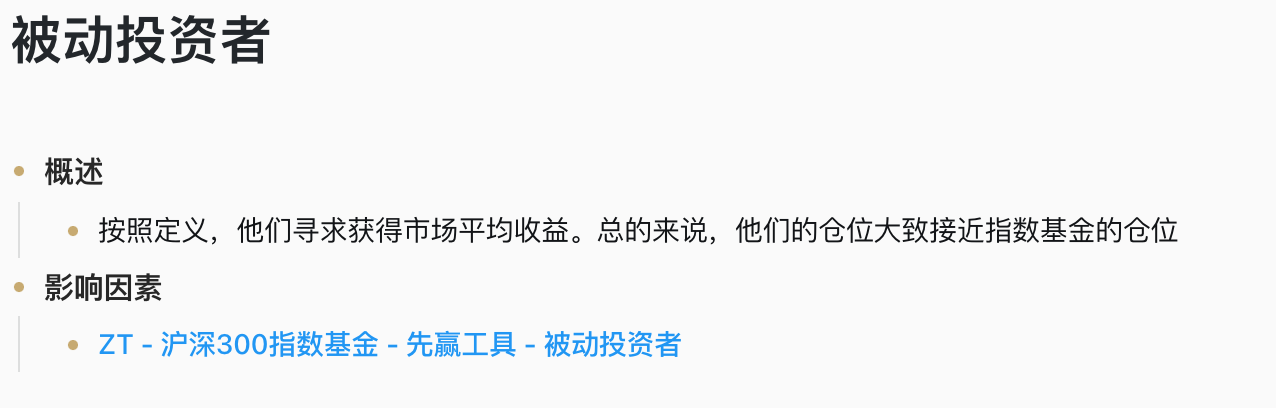 被动投资者
概述
按照定义，他们寻求获得市场平均收益。总的来说，他们的仓位大致接近指数基金的仓位
影响因素
ZT - 沪深300指数基金 - 先赢工具 - 被动投资者